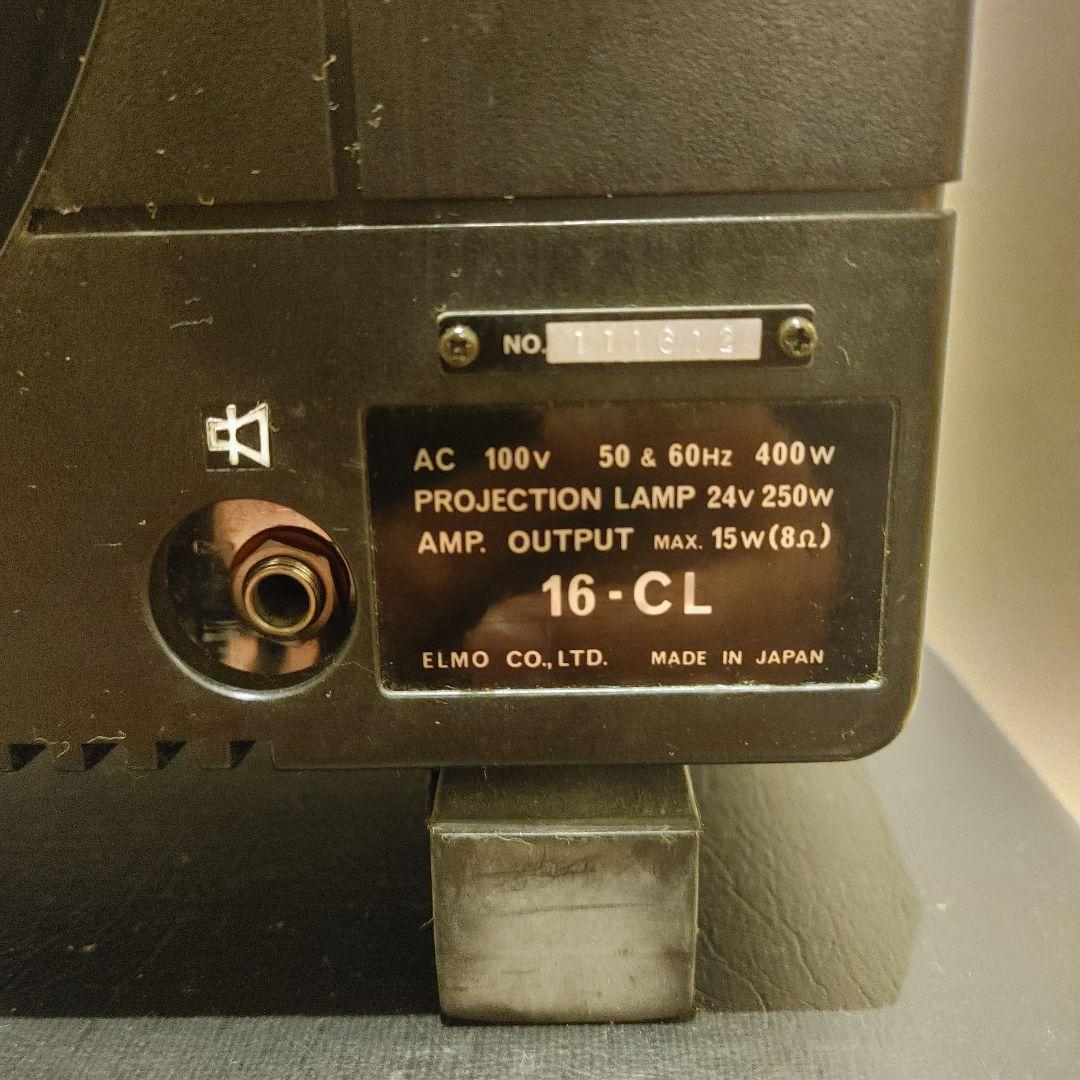 NO. 111612
AC 100V 50 & 60Hz 400W
PROJECTION LAMP 24V 250W
AMP. OUTPUT MAX. 15W(8Ω)
16-CL
ELMO CO.,LTD. MADE IN JAPAN